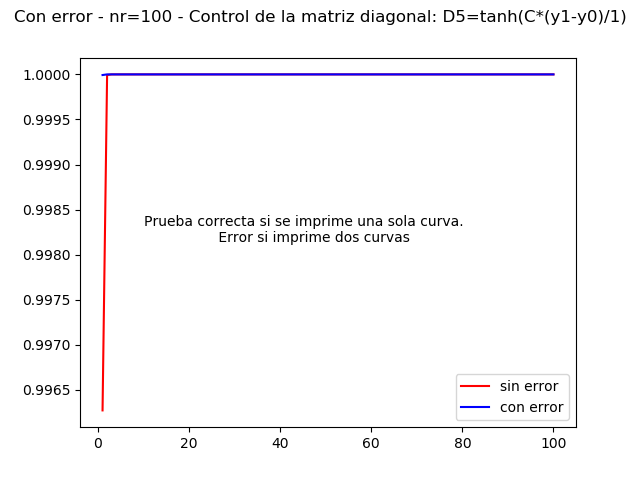 Con error - nr=100 - Control de la matriz diagonal: D5=tanh(C*(y1-y0)/1)
1.0000
0.9995
0.9990
0.9985
0.9980
0.9975
0.9970
0.9965
Prueba correcta si se imprime una sola curva.
Error si imprime dos curvas
sin error
con error
0 20 40 60 80 100